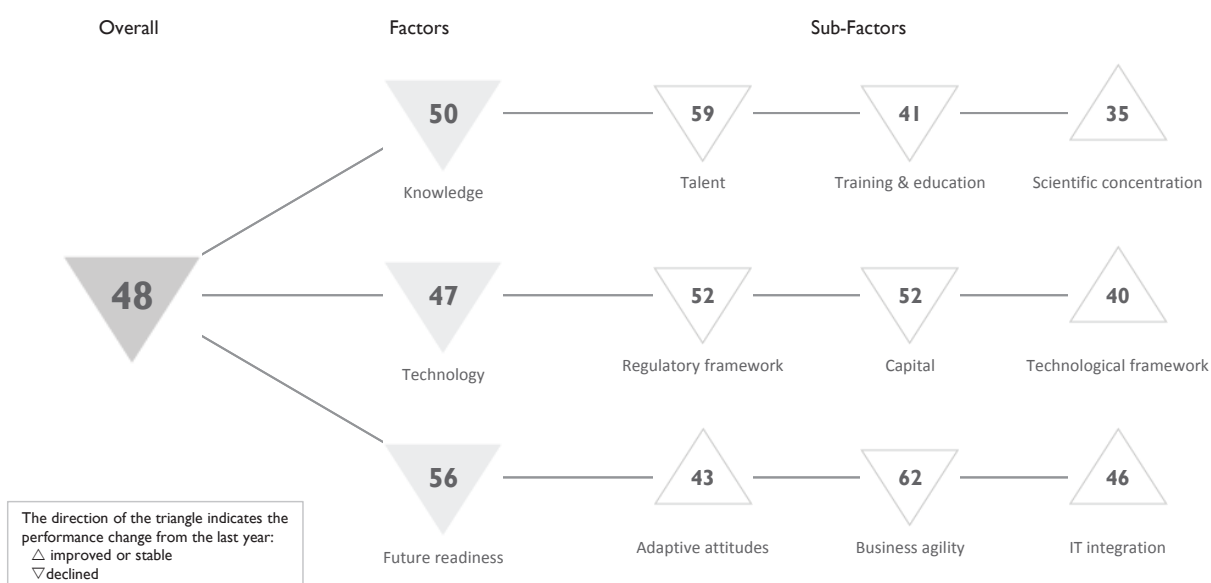 Overall
Factors
Sub-Factors
50
59
41
35
Knowledge
Talent
Training & education
Scientific concentration
48
47
52
52
40
Technology
Regulatory framework
Capital
Technological framework
56
43
62
46
Future readiness
Adaptive attitudes
Business agility
IT integration
The direction of the triangle indicates the
performance change from the last year:
△ improved or stable
▽ declined